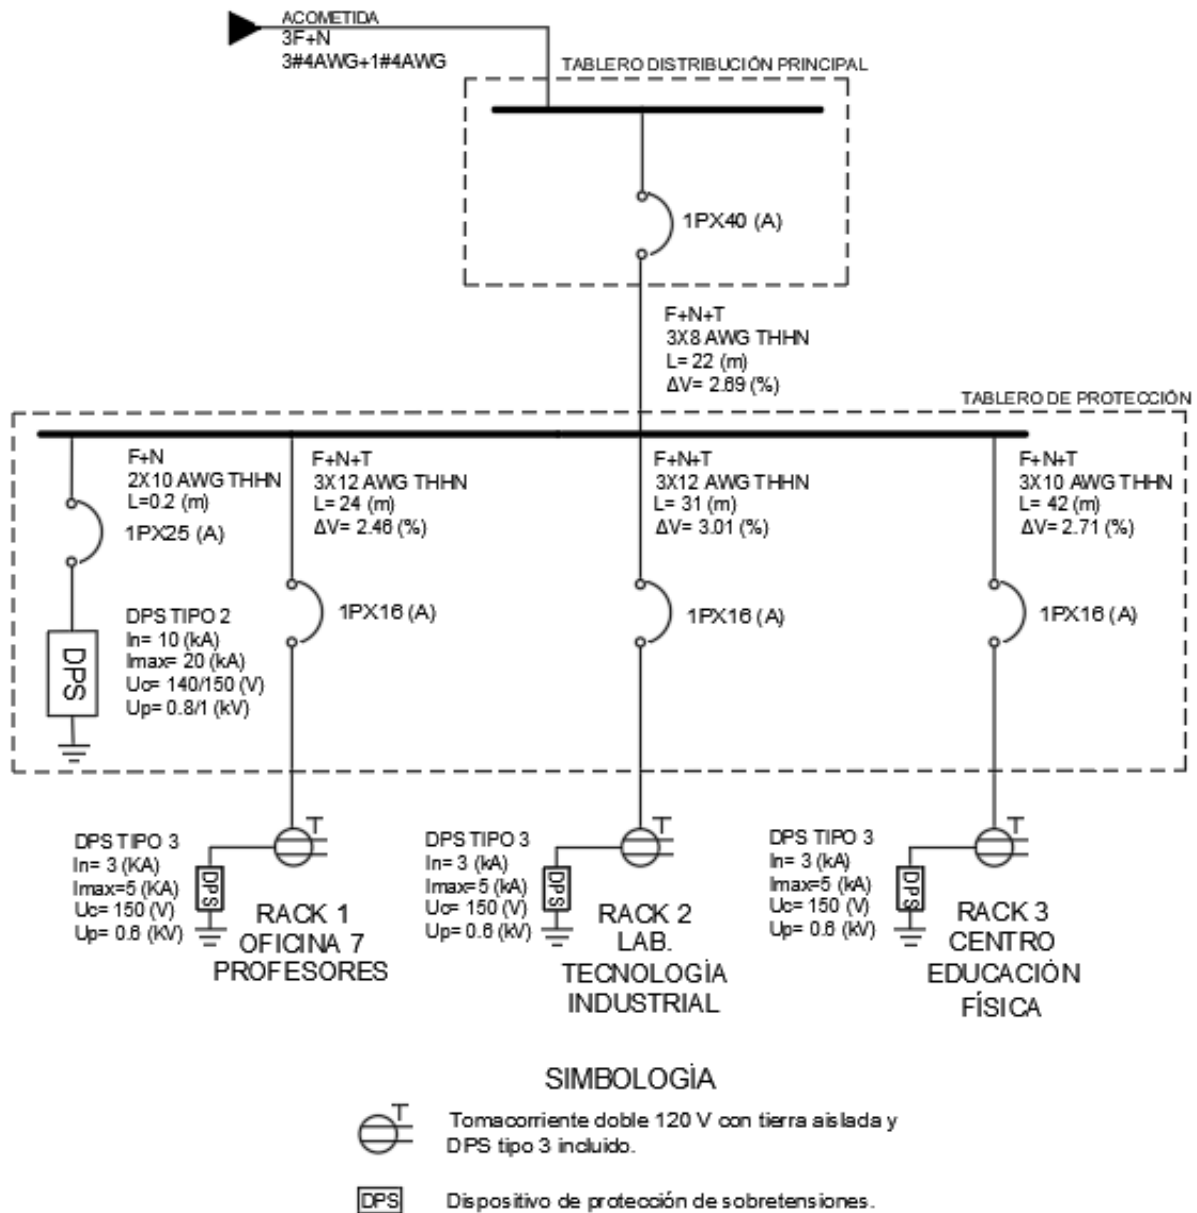 ACOMETIDA
3F+N
3#4AWG+1#4AWG
TABLERO DISTRIBUCIÓN PRINCIPAL
1PX40 (A)
F+N+T
3X8 AWG THHN
L= 22 (m)
ΔV= 2.69 (%)
TABLERO DE PROTECCIÓN
F+N
2X10 AWG THHN
L=0.2 (m)
1PX25 (A)
F+N+T
3X12 AWG THHN
L= 24 (m)
ΔV= 2.46 (%)
F+N+T
3X12 AWG THHN
L= 31 (m)
ΔV= 3.01 (%)
F+N+T
3X10 AWG THHN
L= 42 (m)
ΔV= 2.71 (%)
1PX16 (A)
1PX16 (A)
1PX16 (A)
DPS
DPS TIPO 2
In= 10 (kA)
Imax= 20 (kA)
Uc= 140/150 (V)
Up= 0.8/1 (kV)
DPS TIPO 3
In= 3 (KA)
Imax=5 (KA)
Uc= 150 (V)
Up= 0.6 (kV)
DPS
T
RACK 1
OFICINA 7
PROFESORES
DPS TIPO 3
In= 3 (kA)
Imax=5 (kA)
Uc= 150 (V)
Up= 0.6 (kV)
DPS
T
RACK 2
LAB.
TECNOLOGÌA
INDUSTRIAL
DPS TIPO 3
In= 3 (kA)
Imax=5 (kA)
Uc= 150 (V)
Up= 0.6 (kV)
DPS
T
RACK 3
CENTRO
EDUCACIÓN
FÍSICA
SIMBOLOGÌA
T
Tomacorriente doble 120 V con tierra aislada y
DPS tipo 3 incluido.
DPS
Dispositivo de protección de sobretensiones.